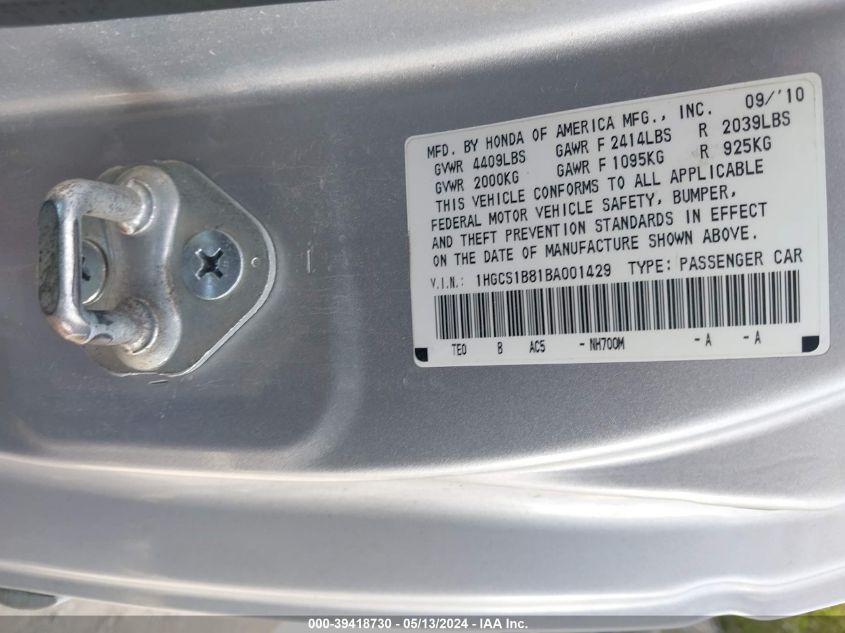 MFD. BY HONDA OF AMERICA MFG., INC. 09/'10
GVWR 4409LBS GAWR F 2414LBS R 2039LBS
GVWR 2000KG GAWR F 1095KG R 925KG
THIS VEHICLE CONFORMS TO ALL APPLICABLE
FEDERAL MOTOR VEHICLE SAFETY, BUMPER,
AND THEFT PREVENTION STANDARDS IN EFFECT
ON THE DATE OF MANUFACTURE SHOWN ABOVE.
V.I.N.: 1HGCS1B81BA001429 TYPE: PASSENGER CAR
TE0 B AC5 -NH700M -A -A
000-39418730 - 05/13/2024 - IAA Inc.